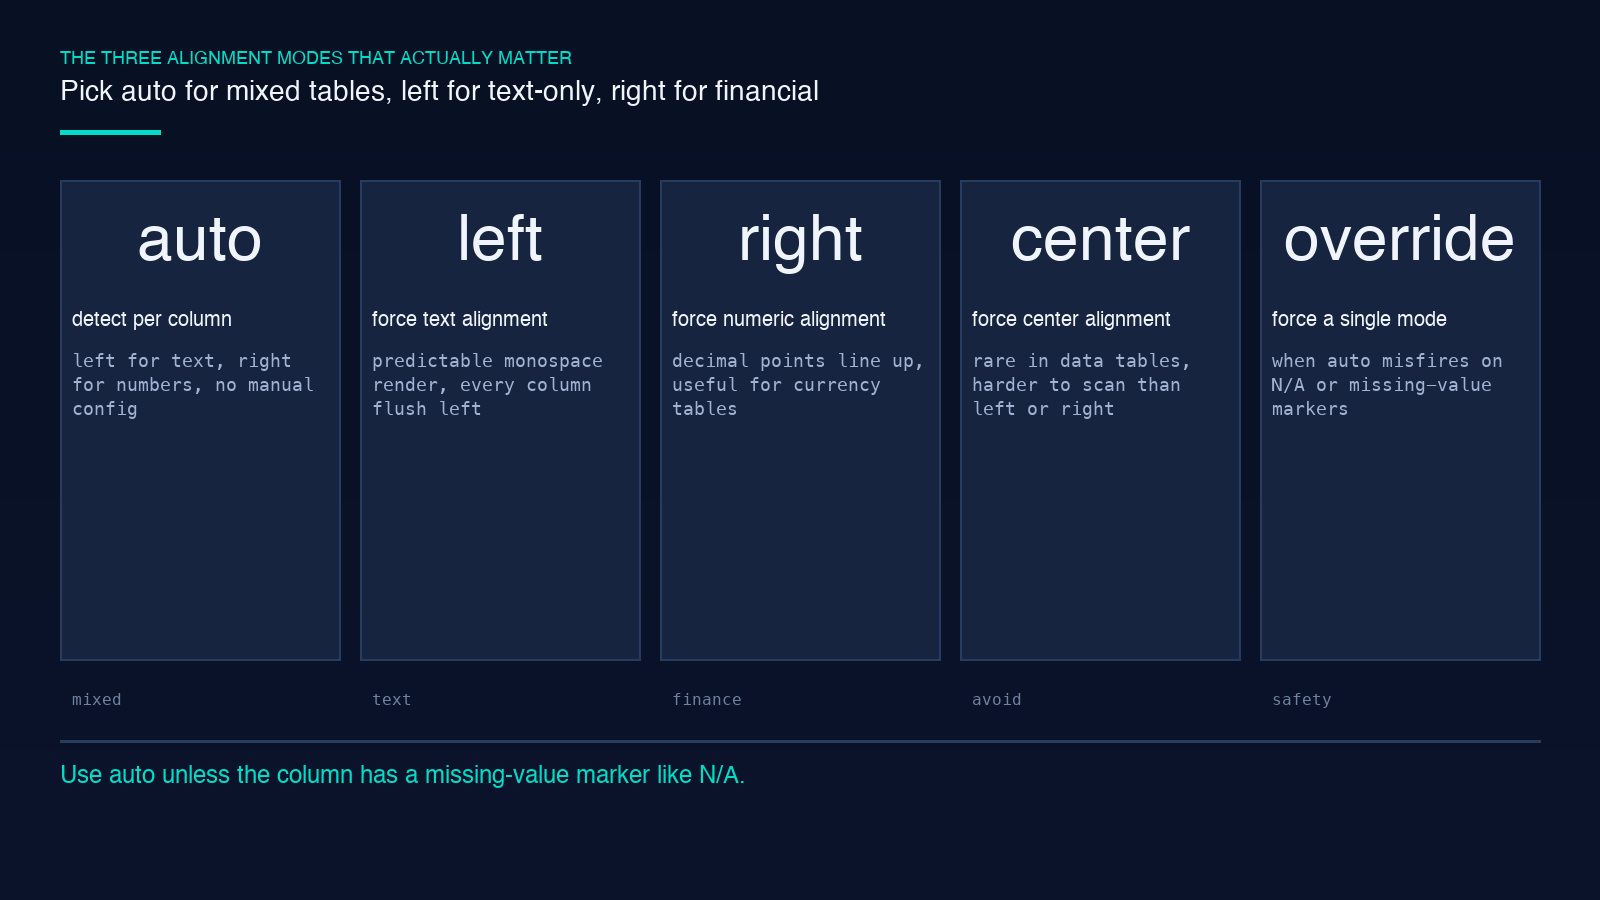 THE THREE ALIGNMENT MODES THAT ACTUALLY MATTER
Pick auto for mixed tables, left for text-only, right for financial
auto
detect per column
left for text, right
for numbers, no manual
config
mixed
left
force text alignment
predictable monospace
render, every column
flush left
text
right
force numeric alignment
decimal points line up,
useful for currency
tables
finance
center
force center alignment
rare in data tables,
harder to scan than
left or right
avoid
override
force a single mode
when auto misfires on
N/A or missing–value
markers
safety
Use auto unless the column has a missing-value marker like N/A.